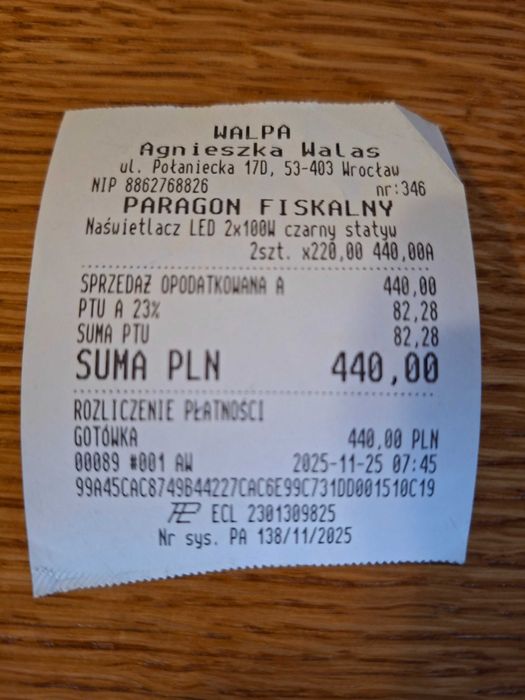 WALPA
Agnieszka Walas
ul. Połaniecka 17D, 53-403 Wrocław
NIP 8862768826 nr:346
PARAGON FISKALNY
Naświetlacz LED 2x100W czarny statyw
2szt. x220,00 440,00A
SPRZEDAŻ OPODATKOWANA A 440,00
PTU A 23% 82,28
SUMA PTU 82,28
SUMA PLN 440,00
ROZLICZENIE PŁATNOŚCI
GOTÓWKA 440,00 PLN
00089 #001 AW 2025-11-25 07:45
99A45CAC8749B44227CAC6E99C731DD001510C19
ECL 2301309825
Nr sys. PA 138/11/2025